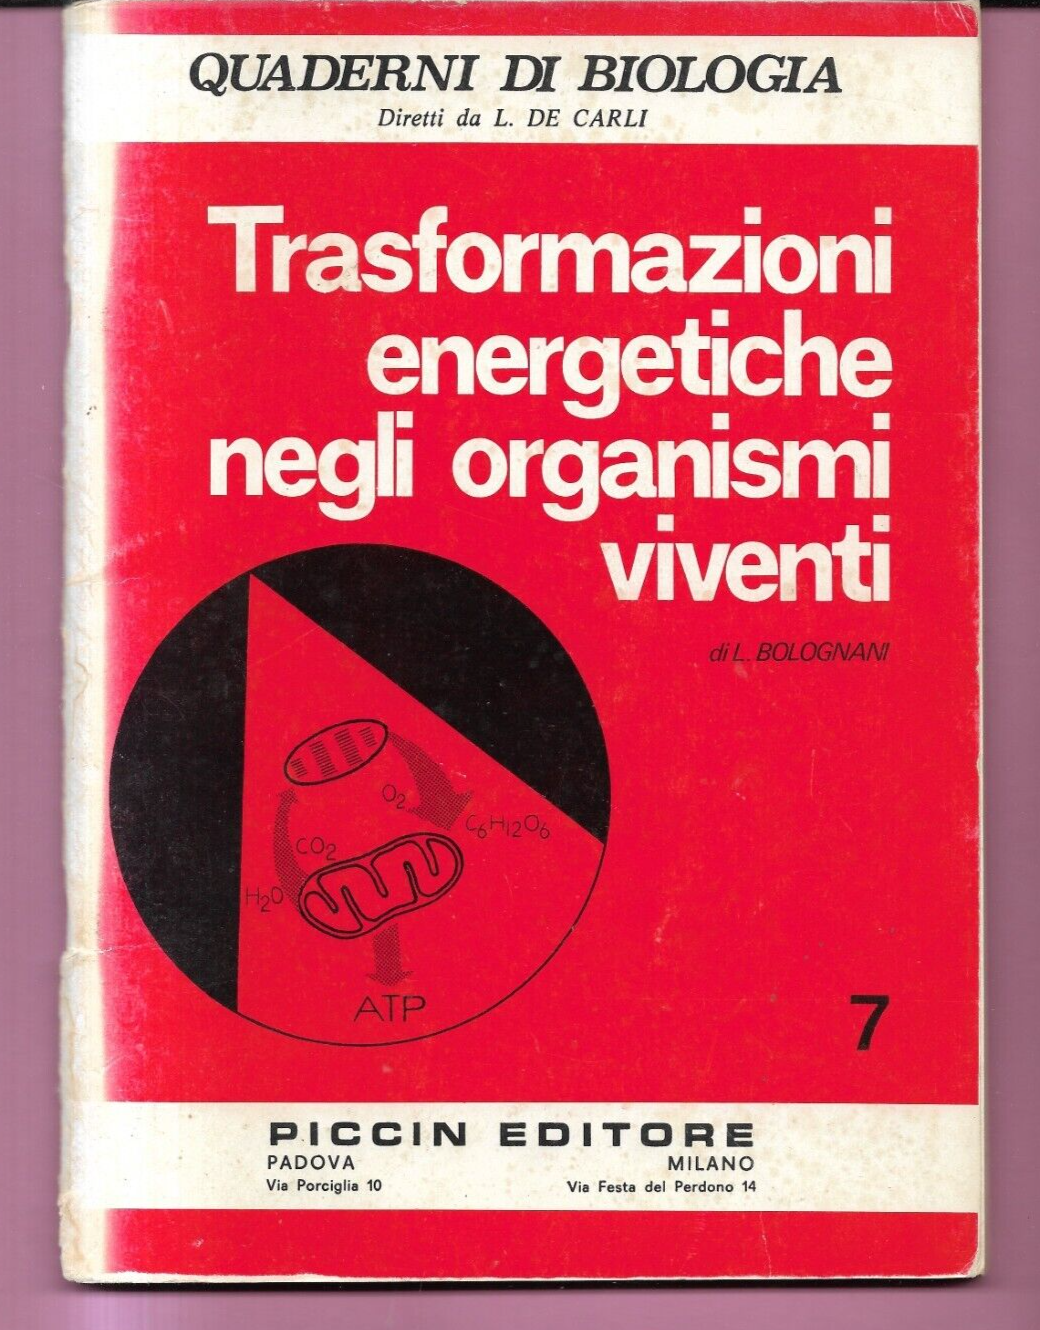 QUADERNI DI BIOLOGIA
Diretti da L. DE CARLI
Trasformazioni
energetiche
negli organismi
viventi
di L. BOLOGNANI
O2
C6H12O6
CO2
H2O
ATP
7
PICCIN EDITORE
PADOVA MILANO
Via Porciglia 10 Via Festa del Perdono 14